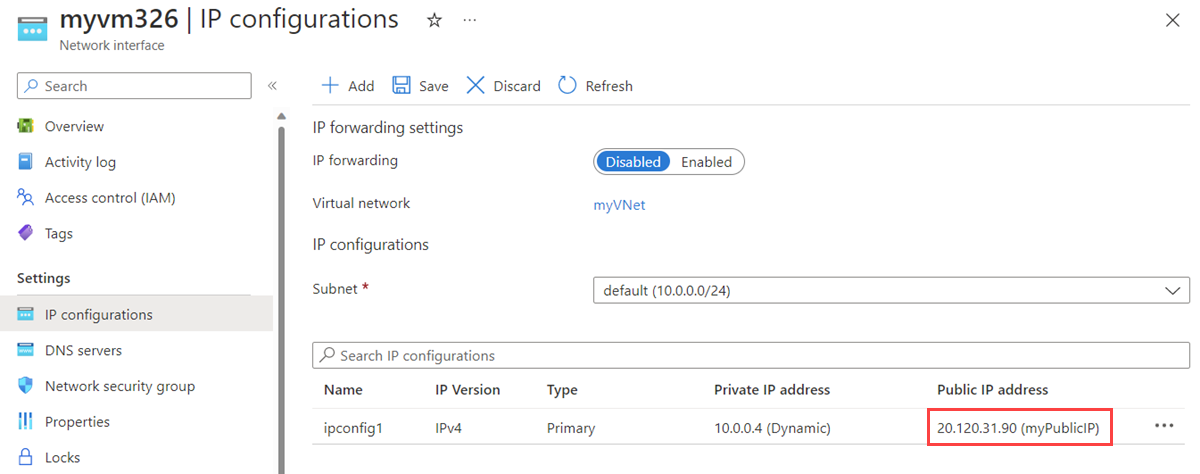 myvm326 | IP configurations
Network interface
Search
Overview
Activity log
Access control (IAM)
Tags
Settings
IP configurations
DNS servers
Network security group
Properties
Locks
Add Save Discard Refresh
IP forwarding settings
IP forwarding Disabled Enabled
Virtual network myVNet
IP configurations
Subnet * default (10.0.0.0/24)
Search IP configurations
Name IP Version Type Private IP address Public IP address
ipconfig1 IPv4 Primary 10.0.0.4 (Dynamic) 20.120.31.90 (myPublicIP)